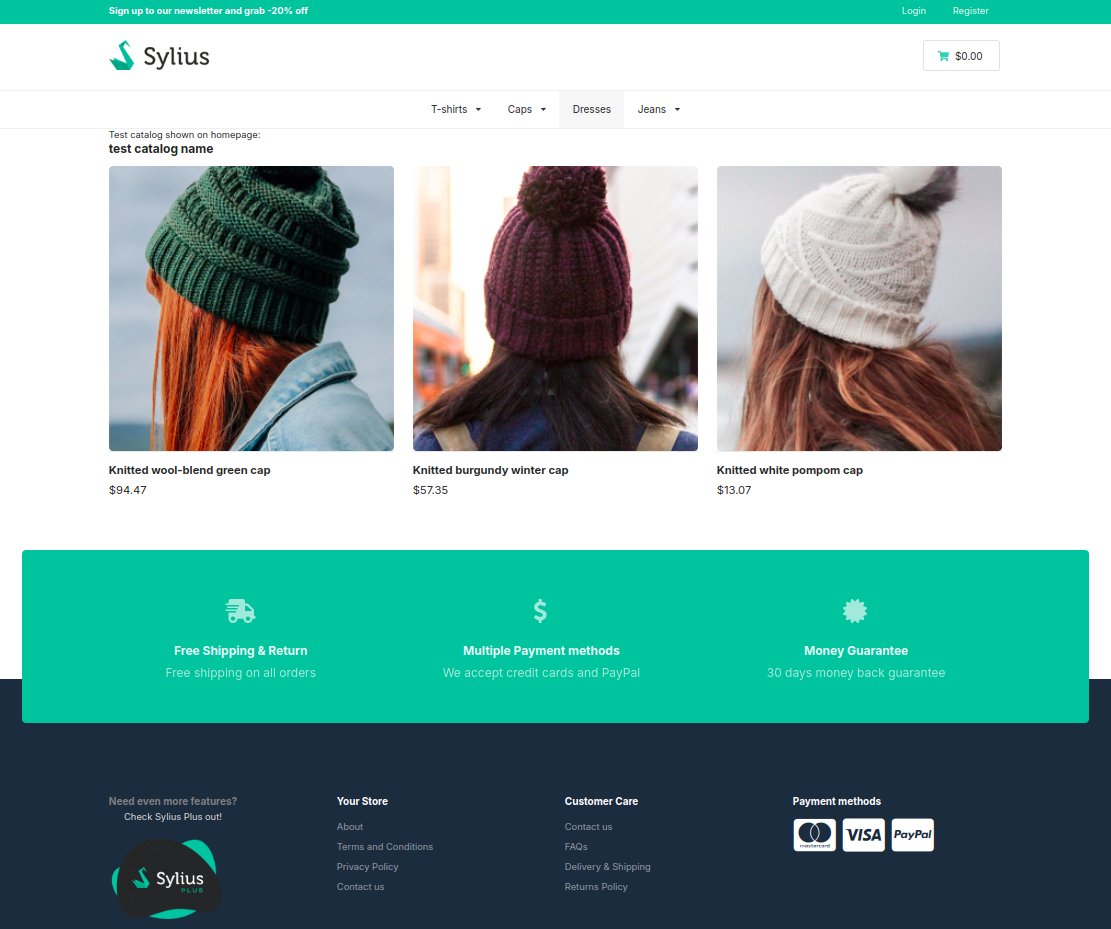 Sign up to our newsletter and grab -20% off
Login Register
Sylius
$0.00
T-shirts Caps Dresses Jeans
Test catalog shown on homepage:
test catalog name
Knitted wool-blend green cap
$94.47
Knitted burgundy winter cap
$57.35
Knitted white pompom cap
$13.07
Free Shipping & Return
Free shipping on all orders
Multiple Payment methods
We accept credit cards and PayPal
Money Guarantee
30 days money back guarantee
Need even more features?
Check Sylius Plus out!
Sylius
PLUS
Your Store
About
Terms and Conditions
Privacy Policy
Contact us
Customer Care
Contact us
FAQs
Delivery & Shipping
Returns Policy
Payment methods
mastercard VISA PayPal